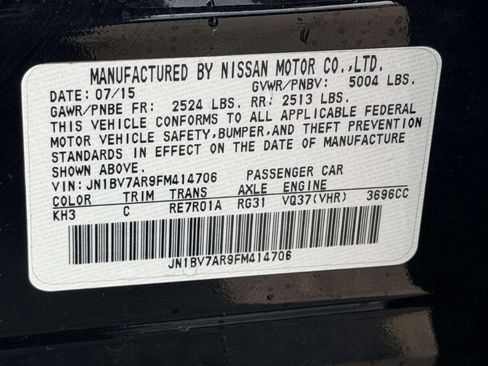 MANUFACTURED BY NISSAN MOTOR CO.,LTD.
DATE: 07/15 GVWR/PNBV: 5004 LBS.
GAWR/PNBE FR: 2524 LBS. RR: 2513 LBS.
THIS VEHICLE CONFORMS TO ALL APPLICABLE FEDERAL
MOTOR VEHICLE SAFETY, BUMPER, AND THEFT PREVENTION
STANDARDS IN EFFECT ON THE DATE OF MANUFACTURE
SHOWN ABOVE.
VIN: JN1BV7AR9FM414706 PASSENGER CAR
COLOR TRIM TRANS AXLE ENGINE
KH3 C RE7R01A RG31 VQ37(VHR) 3696CC
JN1BV7AR9FM414706